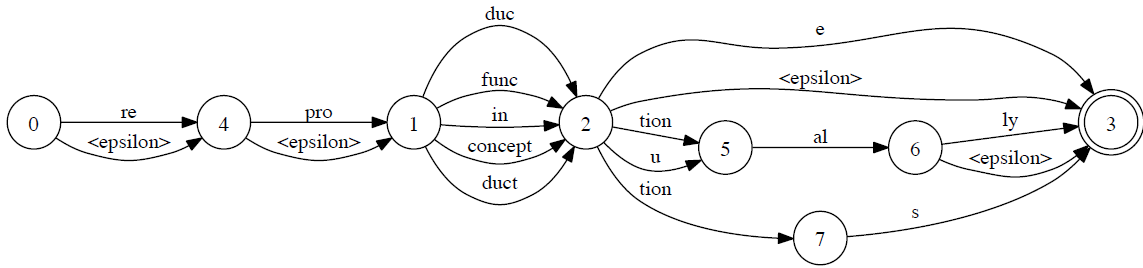 duc
e
func
<epsilon>
re
pro
in
tion
ly
0
4
1
2
3
<epsilon>
<epsilon>
concept
u
5
al
6
<epsilon>
duct
tion
s
7